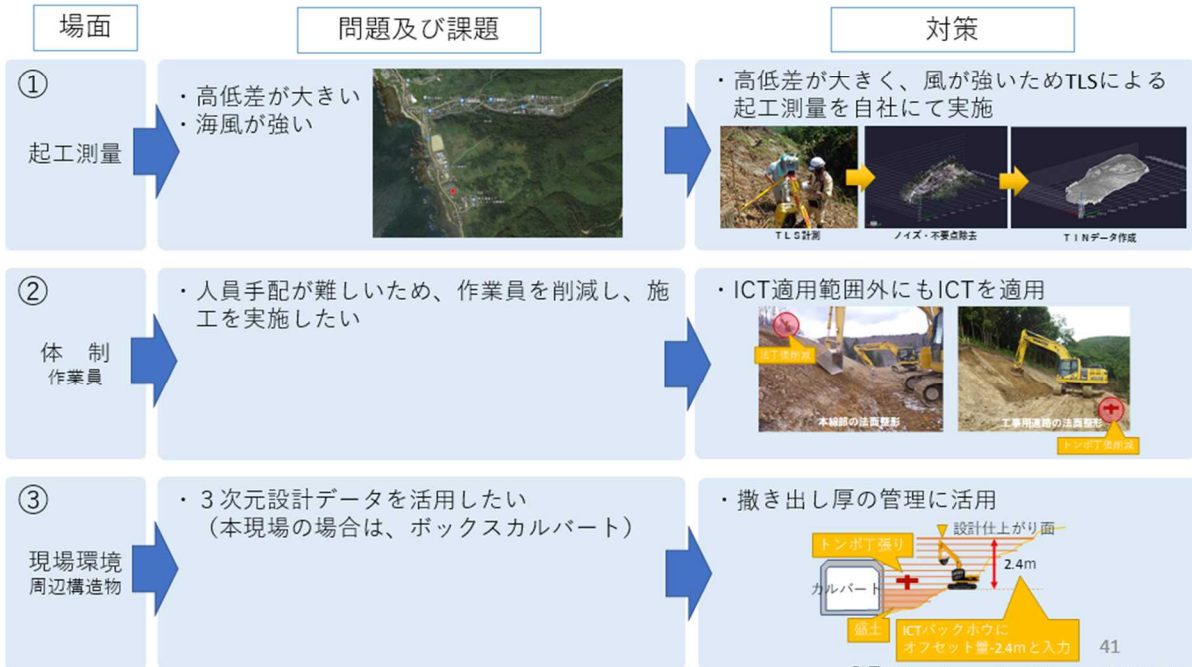 場面
問題及び課題
対策
①
起工測量
・高低差が大きい
・海風が強い
・高低差が大きく、風が強いためTLSによる
起工測量を自社にて実施
TLS計測
ノイズ・不要点除去
TINデータ作成
②
体 制
作業員
・人員手配が難しいため、作業員を削減し、施
工を実施したい
・ICT適用範囲外にもICTを適用
法丁張削減
本線部の法面整形
工事用道路の法面整形
トンボ丁張削減
③
現場環境
周辺構造物
・３次元設計データを活用したい
（本現場の場合は、ボックスカルバート）
・撒き出し厚の管理に活用
設計仕上がり面
トンボ丁張り
2.4m
カルバート
盛土
ICTバックホウに
オフセット量-2.4mと入力
41